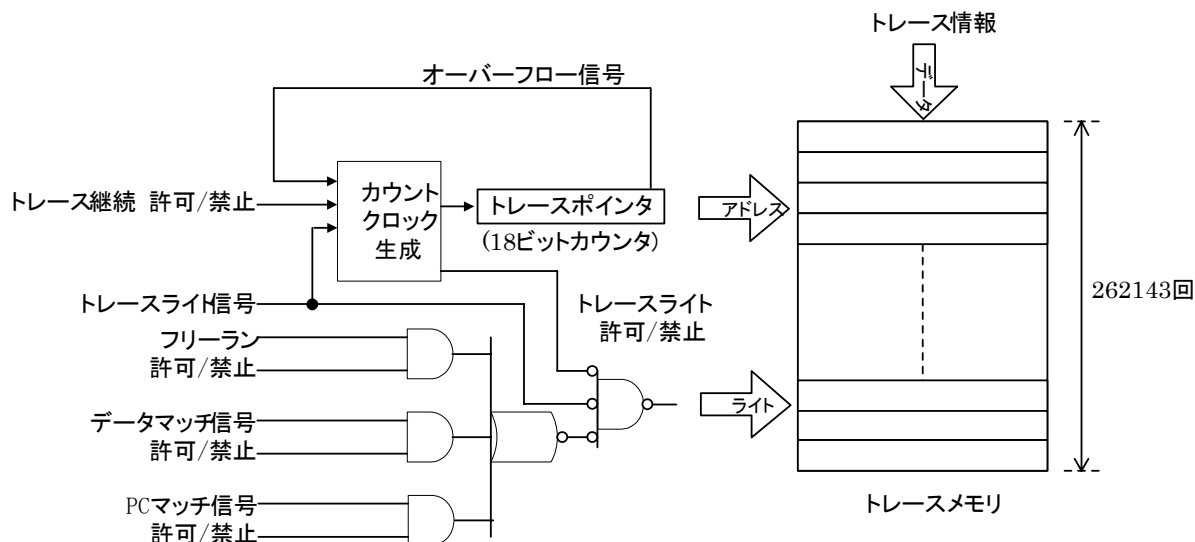 トレース情報
データ
オーバーフロー信号
カウント
クロック
生成
トレース継続 許可/禁止
トレースポインタ
(18ビットカウンタ)
アドレス
トレースライト信号
トレースライト
許可/禁止
262143回
フリーラン
許可/禁止
データマッチ信号
許可/禁止
ライト
PCマッチ信号
許可/禁止
トレースメモリ